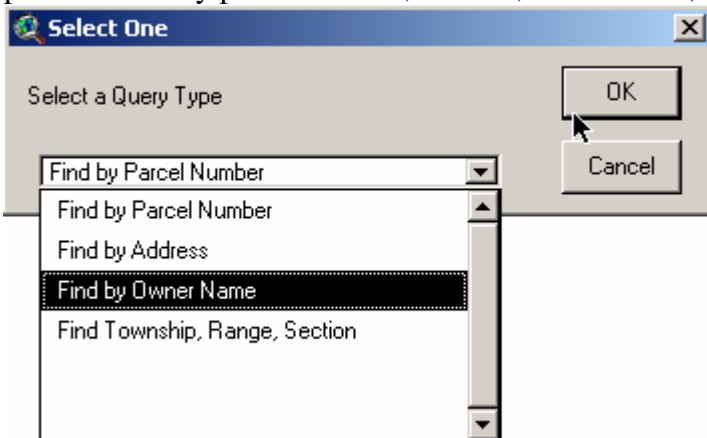 Select One
Select a Query Type
OK
Cancel
Find by Parcel Number
Find by Parcel Number
Find by Address
Find by Owner Name
Find Township, Range, Section